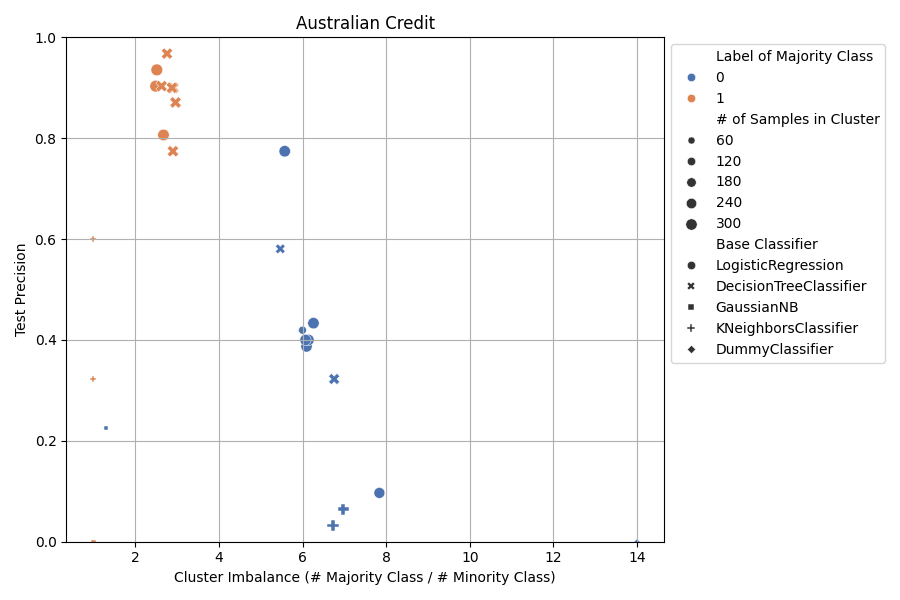 Australian Credit
1.0
0.8
0.6
0.4
0.2
0.0
Test Precision
2
4
6
8
10
12
14
Cluster Imbalance (# Majority Class / # Minority Class)
Label of Majority Class
0
1
# of Samples in Cluster
60
120
180
240
300
Base Classifier
LogisticRegression
DecisionTreeClassifier
GaussianNB
KNeighborsClassifier
DummyClassifier